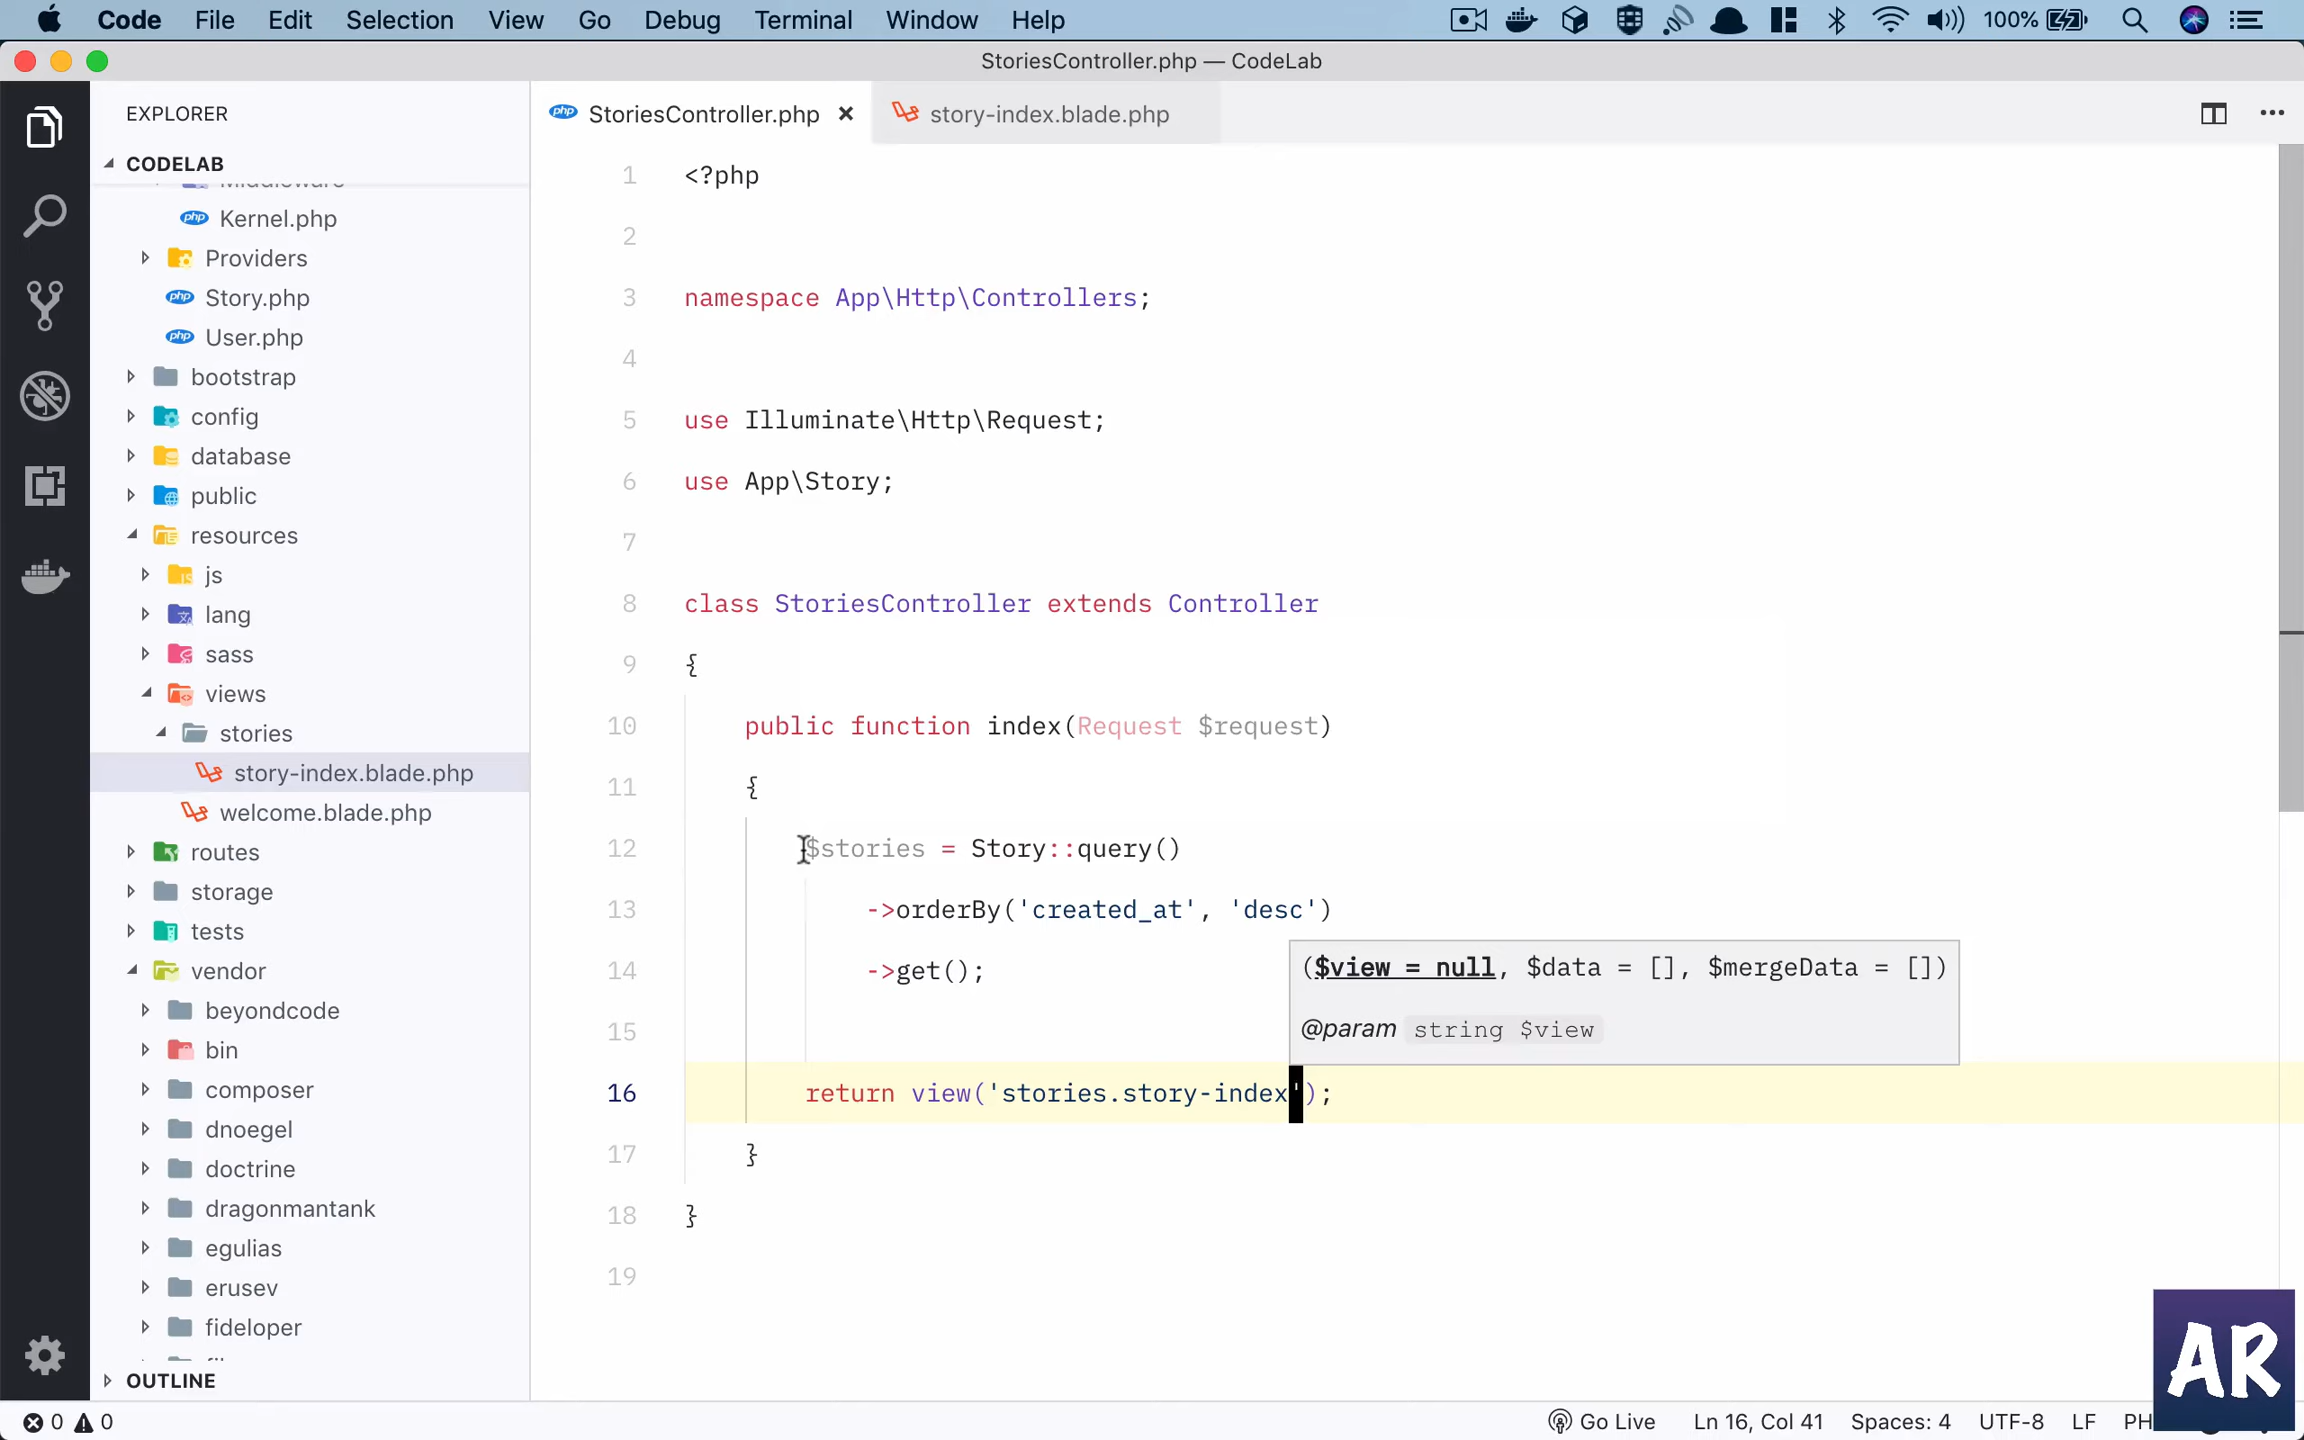 Code File Edit Selection View Go Debug Terminal Window Help 100%
StoriesController.php — CodeLab
EXPLORER
CODELAB
Middleware
Kernel.php
Providers
Story.php
User.php
bootstrap
config
database
public
resources
js
lang
sass
views
stories
story-index.blade.php
welcome.blade.php
routes
storage
tests
vendor
beyondcode
bin
composer
dnoegel
doctrine
dragonmantank
egulias
erusev
fideloper
OUTLINE
php StoriesController.php story-index.blade.php
1 <?php
2
3 namespace App\Http\Controllers;
4
5 use Illuminate\Http\Request;
6 use App\Story;
7
8 class StoriesController extends Controller
9 {
10 public function index(Request $request)
11 {
12 $stories = Story::query()
13 ->orderBy('created_at', 'desc')
14 ->get();
15
16 return view('stories.story-index');
17 }
18 }
19
($view = null, $data = [], $mergeData = [])
@param string $view
AR
0 0 Go Live Ln 16, Col 41 Spaces: 4 UTF-8 LF